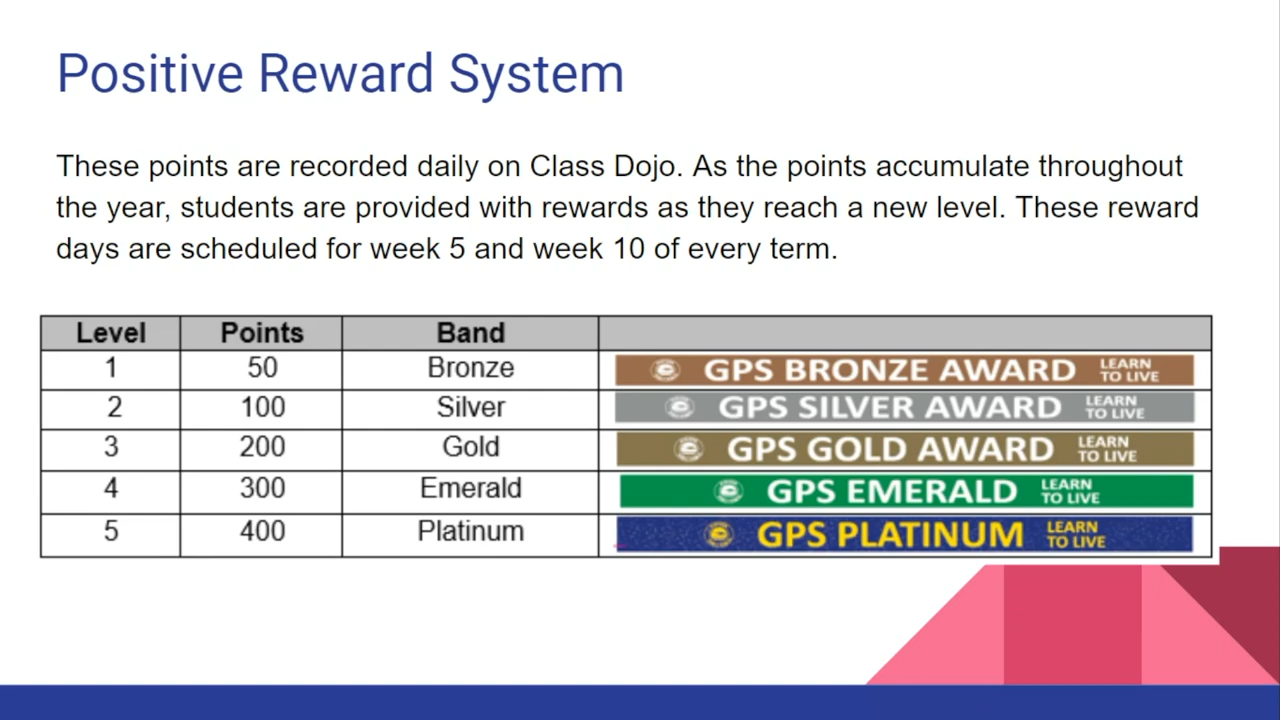 Positive Reward System
These points are recorded daily on Class Dojo. As the points accumulate throughout
the year, students are provided with rewards as they reach a new level. These reward
days are scheduled for week 5 and week 10 of every term.
Level Points Band
1 50 Bronze GPS BRONZE AWARD LEARN TO LIVE
2 100 Silver GPS SILVER AWARD LEARN TO LIVE
3 200 Gold GPS GOLD AWARD LEARN TO LIVE
4 300 Emerald GPS EMERALD LEARN TO LIVE
5 400 Platinum GPS PLATINUM LEARN TO LIVE